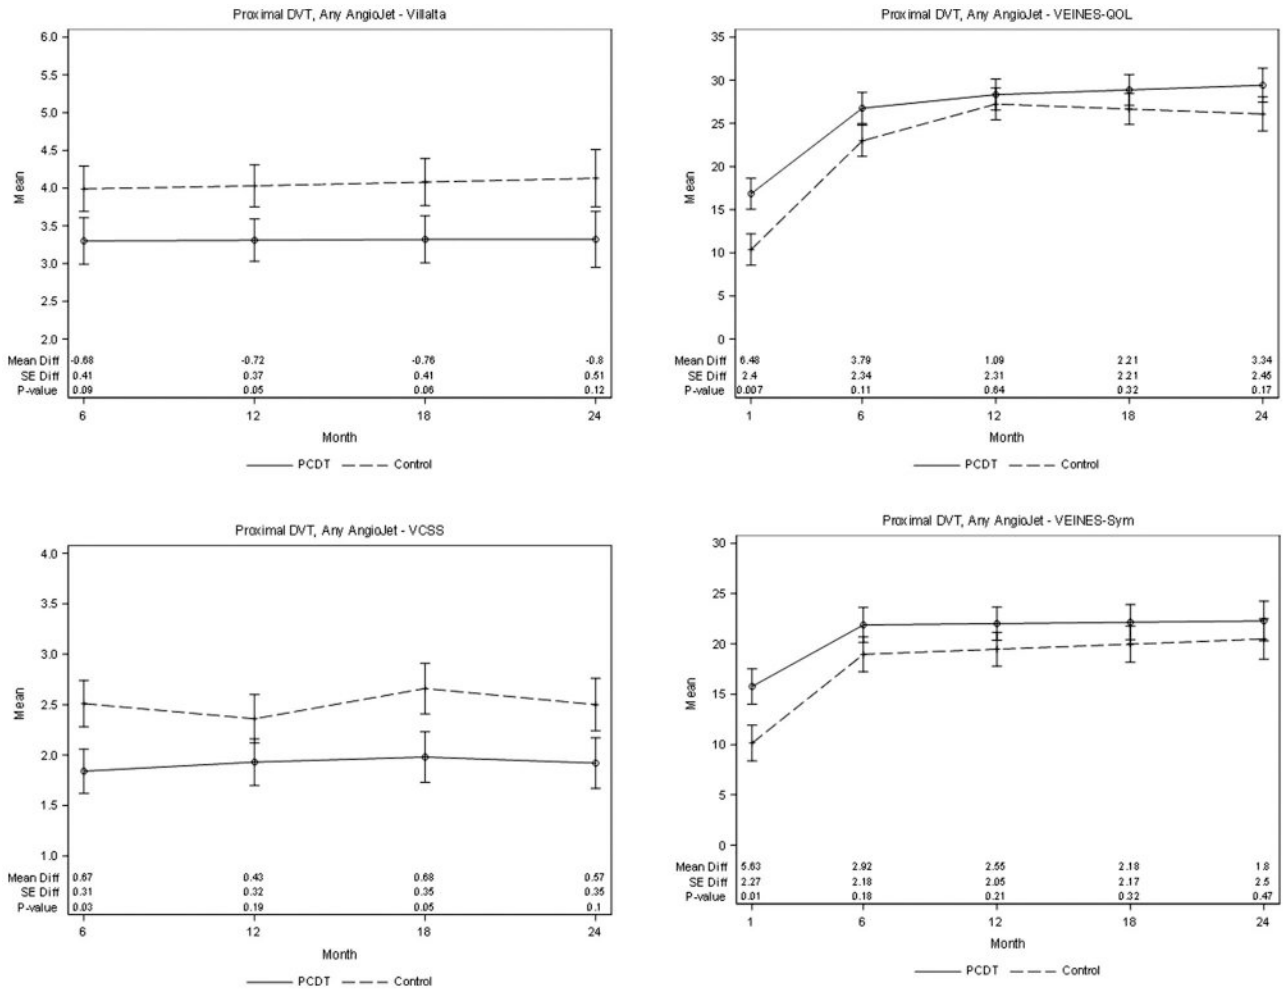 Proximal DVT, Any AngioJet - Villalta
6.0
5.5
5.0
4.5
4.0
3.5
3.0
2.5
2.0
Mean
Mean Diff -0.68 -0.72 -0.76 -0.8
SE Diff 0.41 0.37 0.41 0.51
P-value 0.09 0.05 0.06 0.12
6 12 18 24
Month
PCDT Control
Proximal DVT, Any AngioJet - VEINES-QOL
35
30
25
20
15
10
5
0
Mean
Mean Diff 6.48 3.79 1.09 2.21 3.34
SE Diff 2.4 2.34 2.31 2.21 2.46
P-value 0.007 0.11 0.64 0.32 0.17
1 6 12 18 24
Month
PCDT Control
Proximal DVT, Any AngioJet - VCSS
4.0
3.5
3.0
2.5
2.0
1.5
1.0
Mean
Mean Diff 0.67 0.43 0.68 0.57
SE Diff 0.31 0.32 0.35 0.35
P-value 0.03 0.19 0.05 0.1
6 12 18 24
Month
PCDT Control
Proximal DVT, Any AngioJet - VEINES-Sym
30
25
20
15
10
5
0
Mean
Mean Diff 5.63 2.92 2.55 2.18 1.8
SE Diff 2.27 2.18 2.05 2.17 2.5
P-value 0.01 0.18 0.21 0.32 0.47
1 6 12 18 24
Month
PCDT Control